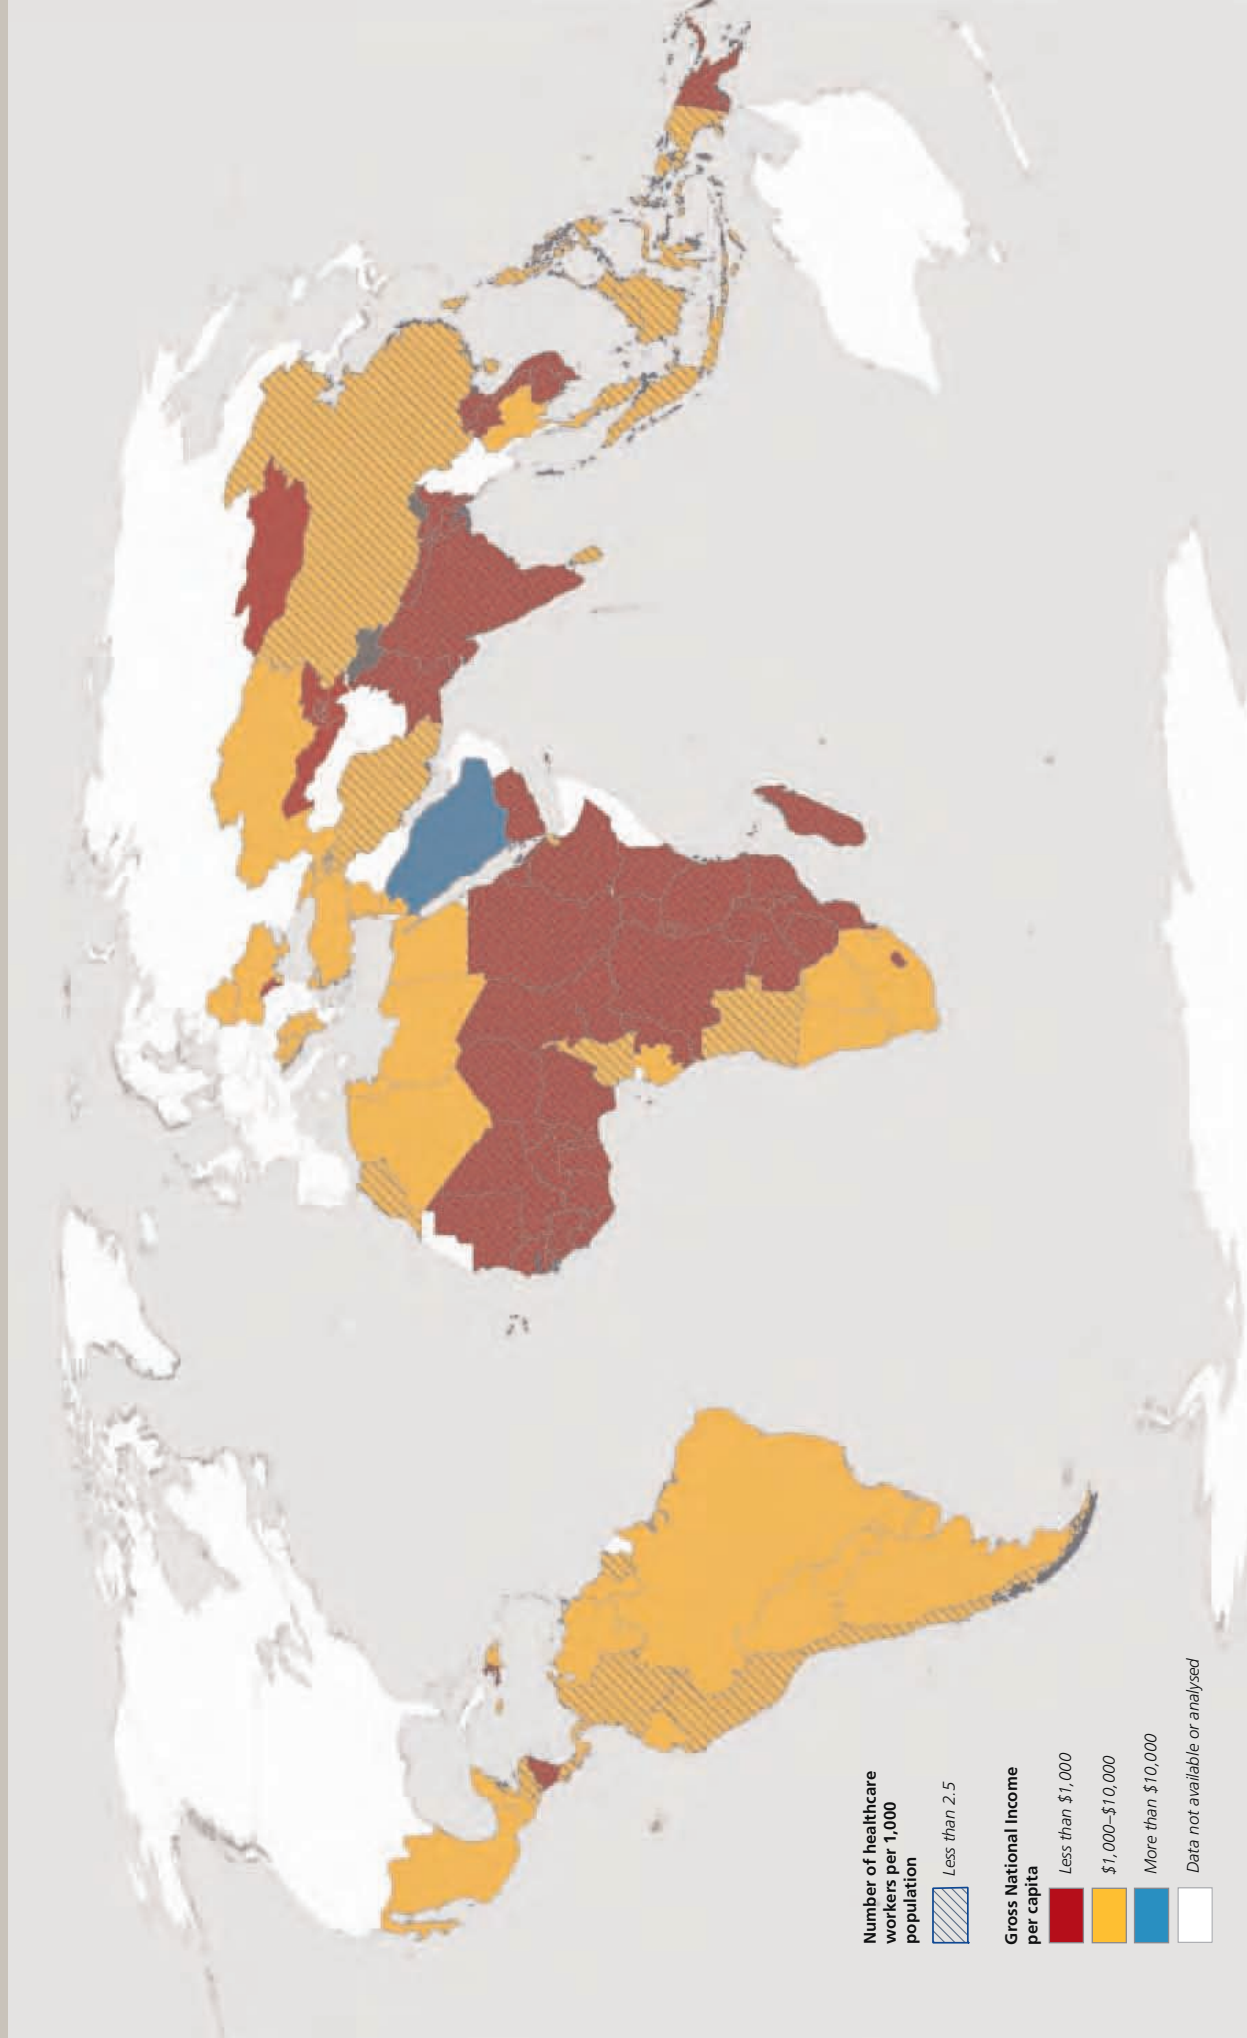 Number of healthcare
workers per 1,000
population
Less than 2.5
Gross National Income
per capita
Less than $1,000
$1,000–$10,000
More than $10,000
Data not available or analysed